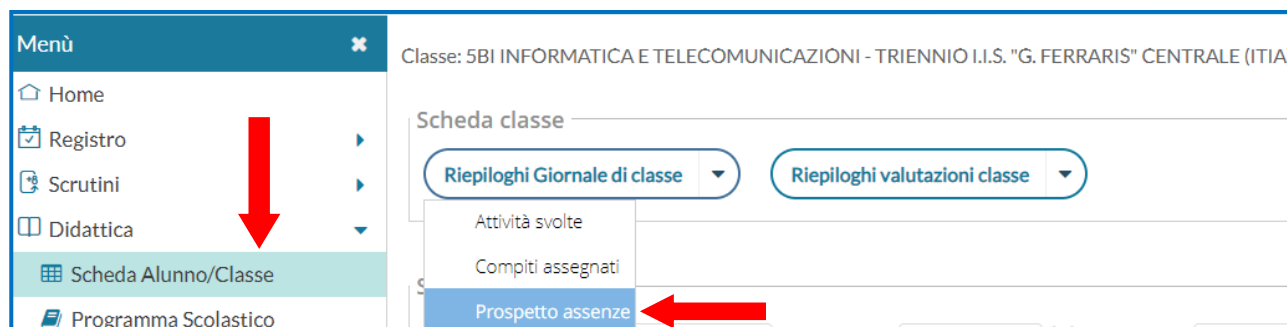 Menù
Home
Registro
Scrutini
Didattica
Scheda Alunno/Classe
Programma Scolastico
Classe: 5BI INFORMATICA E TELECOMUNICAZIONI - TRIENNIO I.I.S. "G. FERRARIS" CENTRALE (ITIA
Scheda classe
Riepiloghi Giornale di classe
Riepiloghi valutazioni classe
Attività svolte
Compiti assegnati
Prospetto assenze